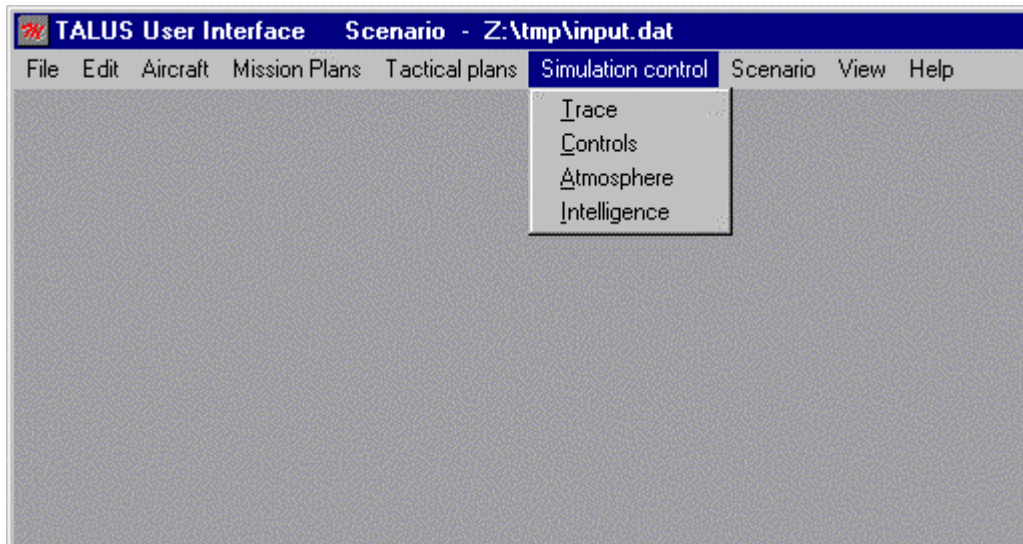 TALUS User Interface Scenario - Z:\tmp\input.dat
File Edit Aircraft Mission Plans Tactical plans Simulation control Scenario View Help
Trace
Controls
Atmosphere
Intelligence